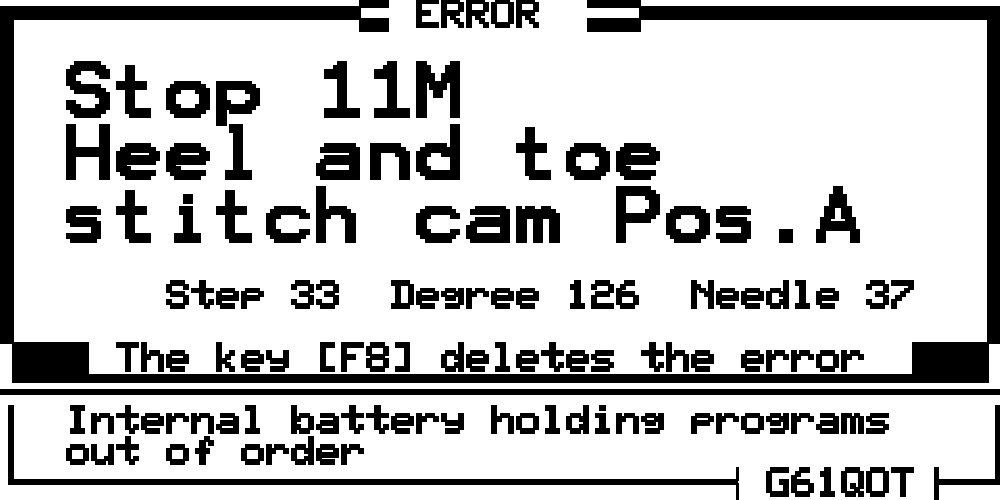 ERROR
Stop 11M
Heel and toe
stitch cam Pos.A
Step 33 Degree 126 Needle 37
The key [F8] deletes the error
Internal battery holding programs
out of order
G61QOT